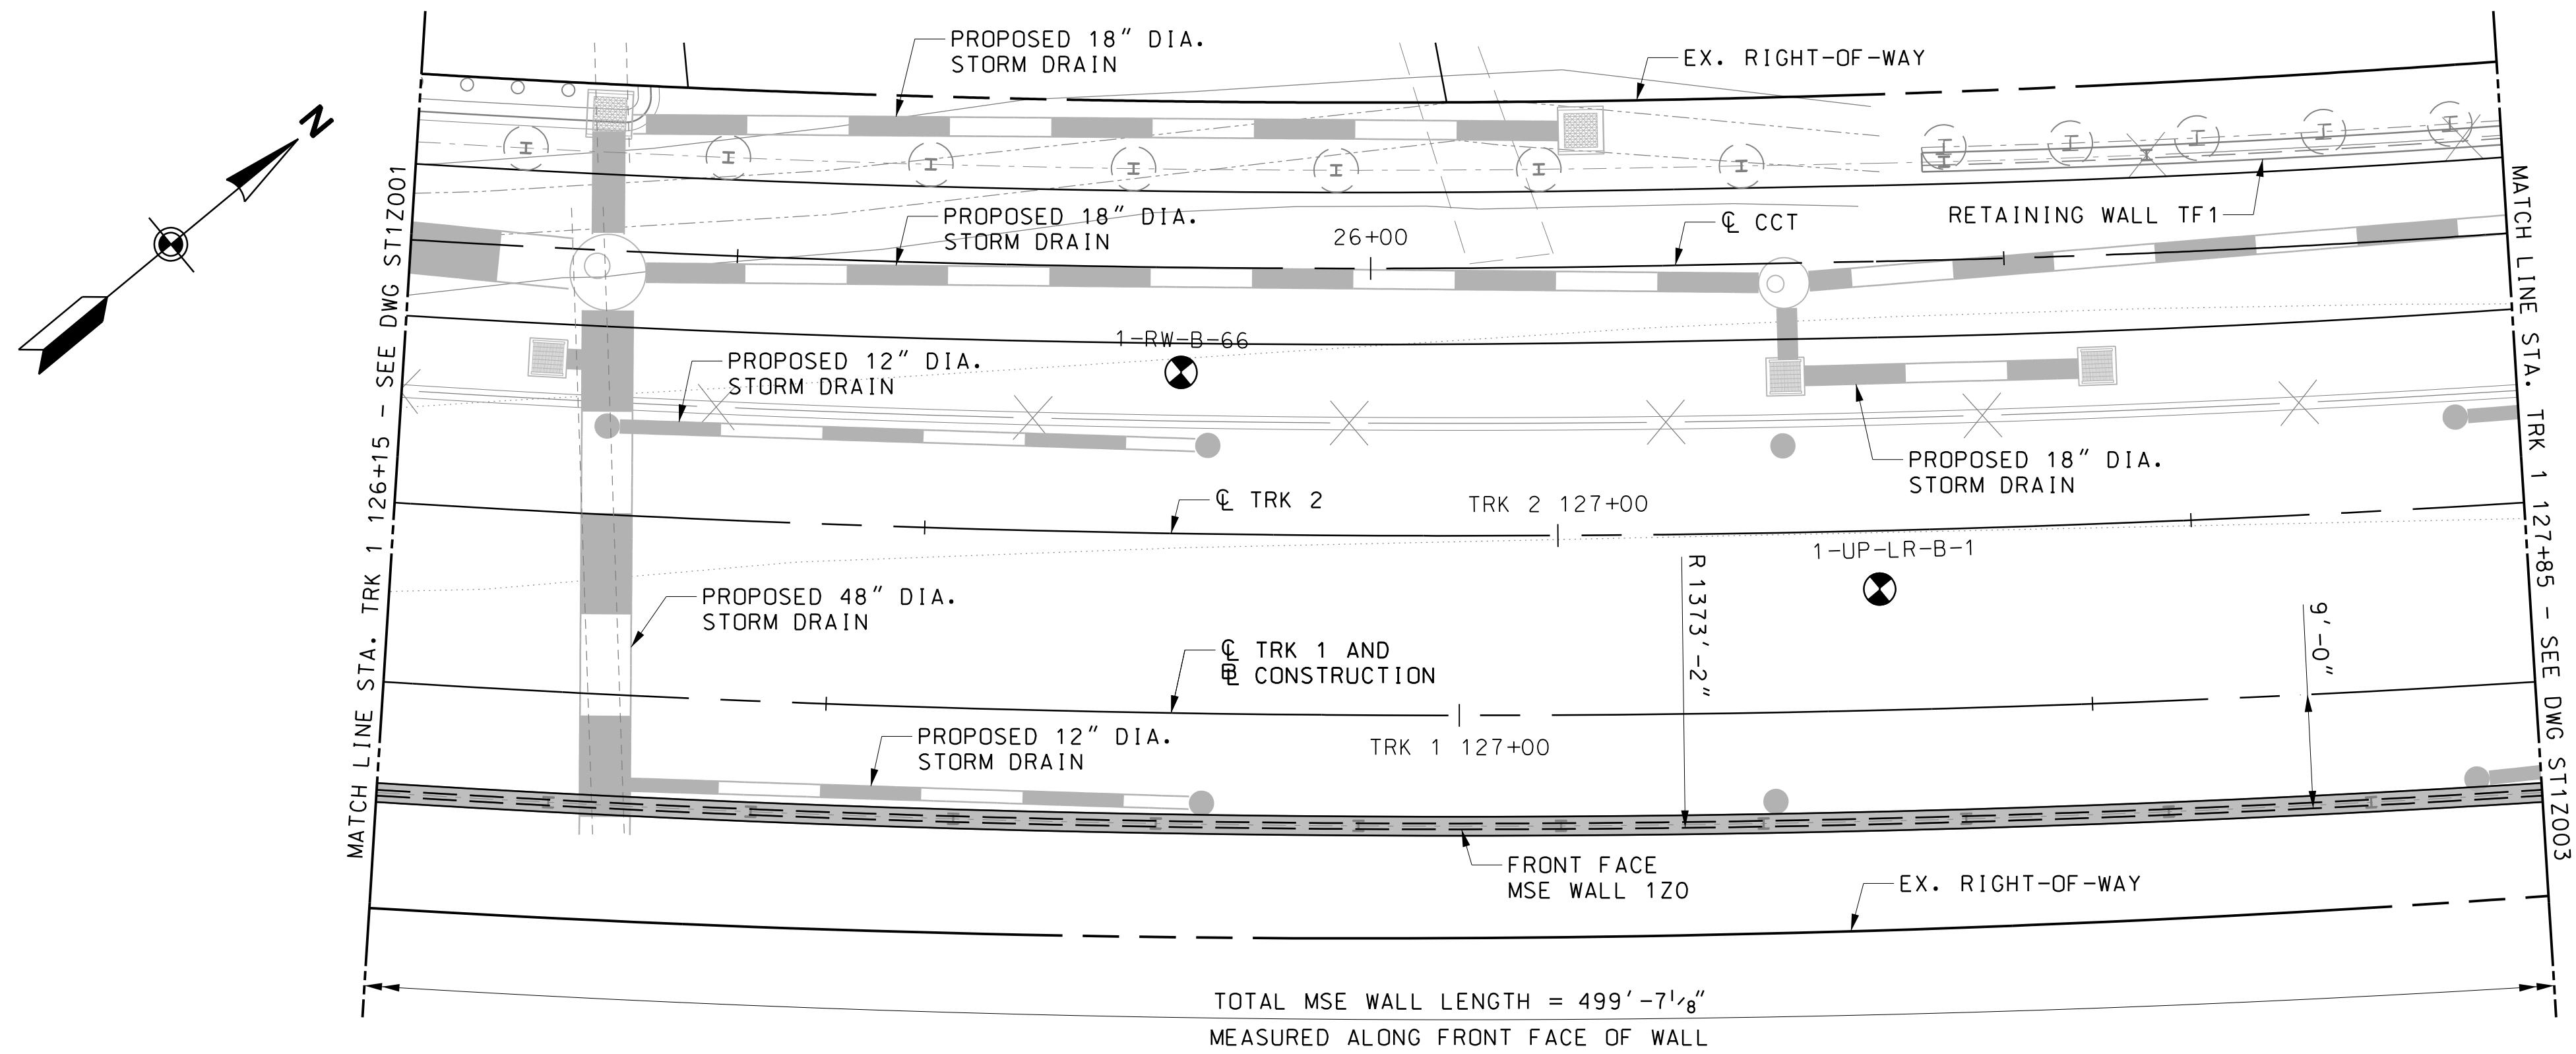 PROPOSED 18" DIA.
STORM DRAIN
EX. RIGHT-OF-WAY
N
PROPOSED 18" DIA.
STORM DRAIN
26+00
℄ CCT
RETAINING WALL TF1
MATCH LINE STA. TRK 1 126+15 - SEE DWG ST1Z001
MATCH LINE STA. TRK 1 127+85 - SEE DWG ST1Z003
1-RW-B-66
PROPOSED 12" DIA.
STORM DRAIN
PROPOSED 18" DIA.
STORM DRAIN
℄ TRK 2
TRK 2 127+00
1-UP-LR-B-1
R 1373'-2"
9'-0"
PROPOSED 48" DIA.
STORM DRAIN
℄ TRK 1 AND
BL CONSTRUCTION
TRK 1 127+00
PROPOSED 12" DIA.
STORM DRAIN
FRONT FACE
MSE WALL 1Z0
EX. RIGHT-OF-WAY
TOTAL MSE WALL LENGTH = 499'-7 1/8"
MEASURED ALONG FRONT FACE OF WALL